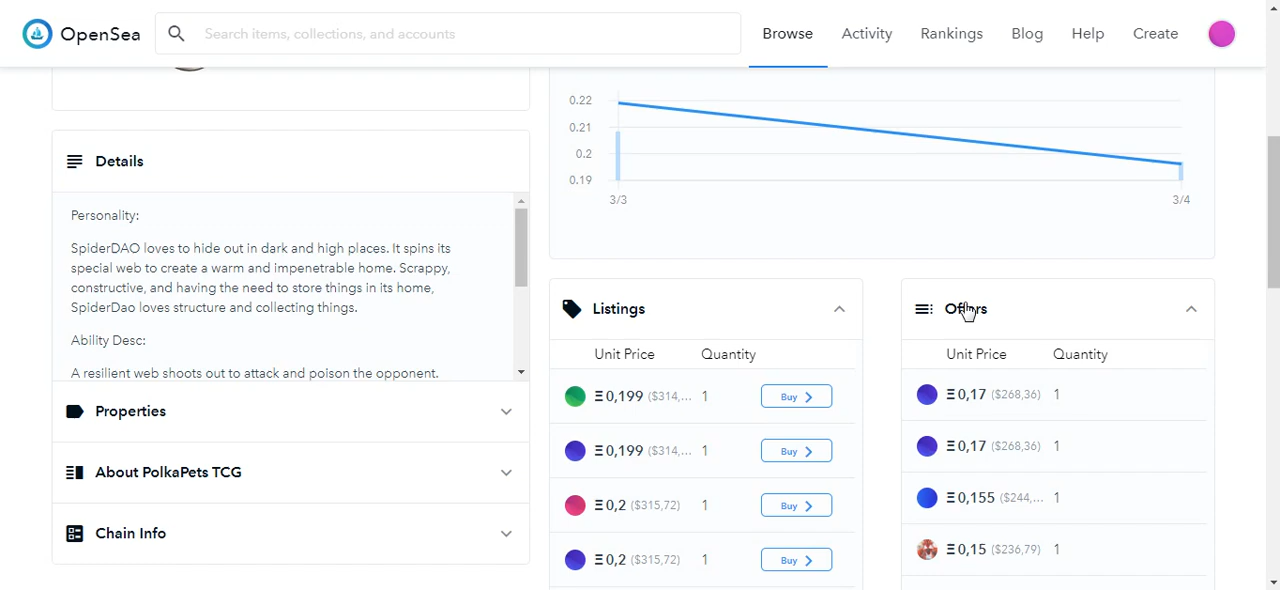 OpenSea
Search items, collections, and accounts
Browse
Activity
Rankings
Blog
Help
Create
0.22
0.21
0.2
0.19
3/3
3/4
Details
Personality:
SpiderDAO loves to hide out in dark and high places. It spins its
special web to create a warm and impenetrable home. Scrappy,
constructive, and having the need to store things in its home,
SpiderDao loves structure and collecting things.
Ability Desc:
A resilient web shoots out to attack and poison the opponent.
Properties
About PolkaPets TCG
Chain Info
Listings
Unit Price Quantity
Ξ 0,199 ($314,... 1 Buy
Ξ 0,199 ($314,... 1 Buy
Ξ 0,2 ($315,72) 1 Buy
Ξ 0,2 ($315,72) 1 Buy
Offers
Unit Price Quantity
Ξ 0,17 ($268,36) 1
Ξ 0,17 ($268,36) 1
Ξ 0,155 ($244,... 1
Ξ 0,15 ($236,79) 1